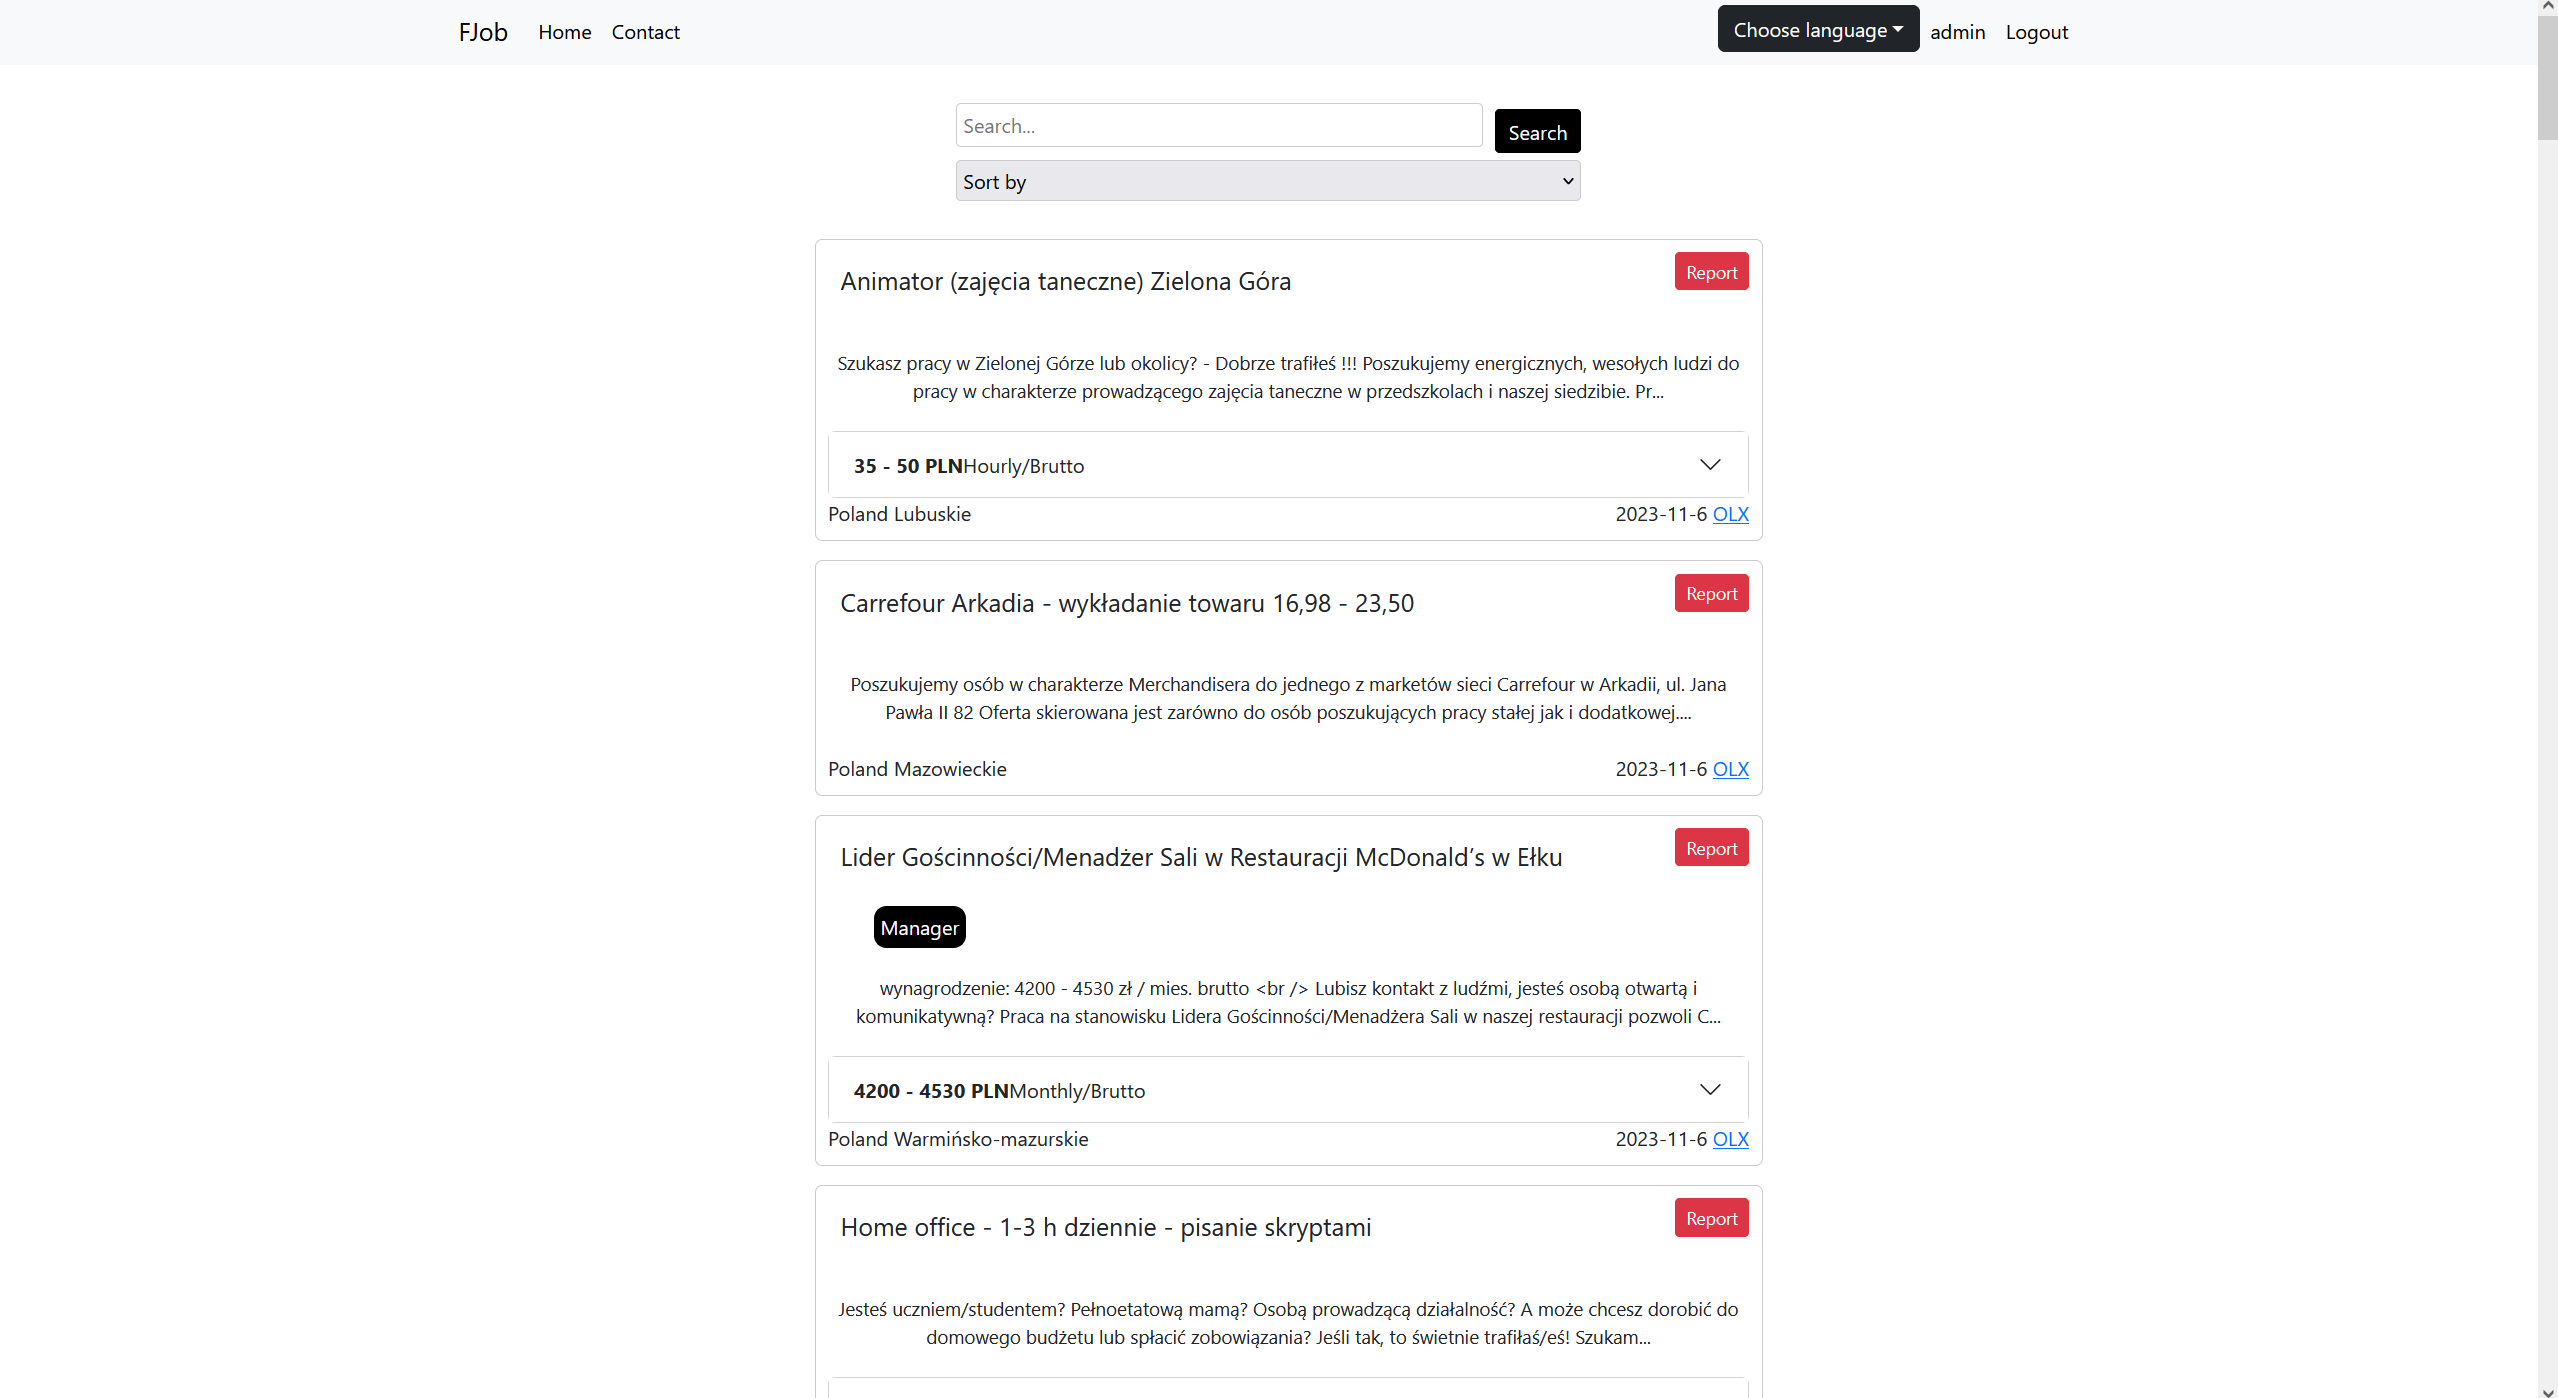 FJob Home Contact Choose language admin Logout
Search...
Search
Sort by
Animator (zajęcia taneczne) Zielona Góra
Report
Szukasz pracy w Zielonej Górze lub okolicy? - Dobrze trafiłeś !!! Poszukujemy energicznych, wesołych ludzi do
pracy w charakterze prowadzącego zajęcia taneczne w przedszkolach i naszej siedzibie. Pr...
35 - 50 PLNHourly/Brutto
Poland Lubuskie 2023-11-6 OLX
Carrefour Arkadia - wykładanie towaru 16,98 - 23,50
Report
Poszukujemy osób w charakterze Merchandisera do jednego z marketów sieci Carrefour w Arkadii, ul. Jana
Pawła II 82 Oferta skierowana jest zarówno do osób poszukujących pracy stałej jak i dodatkowej....
Poland Mazowieckie 2023-11-6 OLX
Lider Gościnności/Menadżer Sali w Restauracji McDonald's w Ełku
Report
Manager
wynagrodzenie: 4200 - 4530 zł / mies. brutto <br /> Lubisz kontakt z ludźmi, jesteś osobą otwartą i
komunikatywną? Praca na stanowisku Lidera Gościnności/Menadżera Sali w naszej restauracji pozwoli C...
4200 - 4530 PLNMonthly/Brutto
Poland Warmińsko-mazurskie 2023-11-6 OLX
Home office - 1-3 h dziennie - pisanie skryptami
Report
Jesteś uczniem/studentem? Pełnoetatową mamą? Osobą prowadzącą działalność? A może chcesz dorobić do
domowego budżetu lub spłacić zobowiązania? Jeśli tak, to świetnie trafiłaś/eś! Szukam...